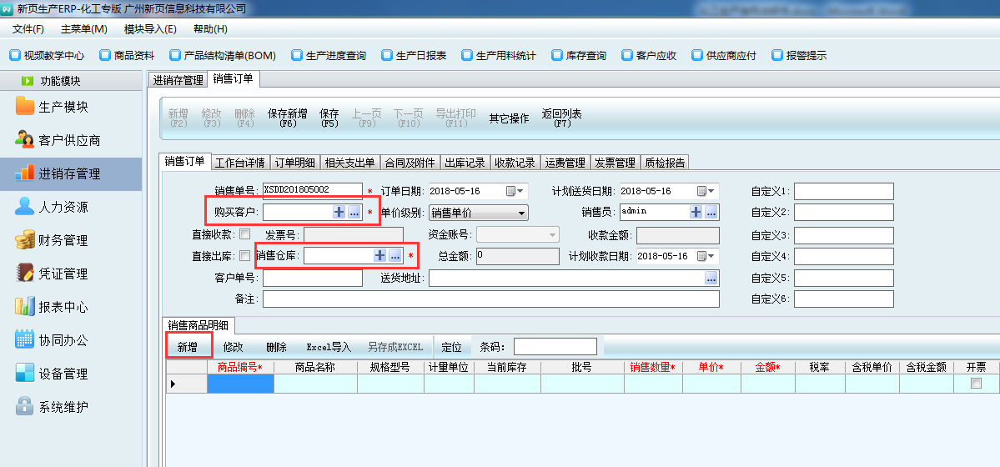 新页生产ERP-化工专版 广州新页信息科技有限公司
文件(F) 主菜单(M) 模块导入(E) 帮助(H)
视频教学中心 商品资料 产品结构清单(BOM) 生产进度查询 生产日报表 生产用料统计 库存查询 客户应收 供应商应付 报警提示
功能模块
生产模块
客户供应商
进销存管理
人力资源
财务管理
凭证管理
报表中心
协同办公
设备管理
系统维护
进销存管理 销售订单
新增 修改 删除 保存新增 保存 上一页 下一页 导出打印 其它操作 返回列表
(F2) (F3) (F4) (F6) (F5) (F9) (F10) (F11) (F7)
销售订单 工作台详情 订单明细 相关支出单 合同及附件 出库记录 收款记录 运费管理 发票管理 质检报告
销售单号: XSDD201805002 * 订单日期: 2018-05-16 计划送货日期: 2018-05-16 自定义1:
购买客户: + ... * 单价级别: 销售单价 销售员: admin + ... 自定义2:
直接收款: 发票号: 资金账号: 收款金额: 自定义3:
直接出库: 销售仓库: + ... * 总金额: 0 计划收款日期: 2018-05-16 自定义4:
客户单号: 送货地址: ... 自定义5:
备注: 自定义6:
销售商品明细
新增 修改 删除 Excel导入 另存成EXCEL 定位 条码:
商品编号* 商品名称 规格型号 计量单位 当前库存 批号 销售数量* 单价* 金额* 税率 含税单价 含税金额 开票